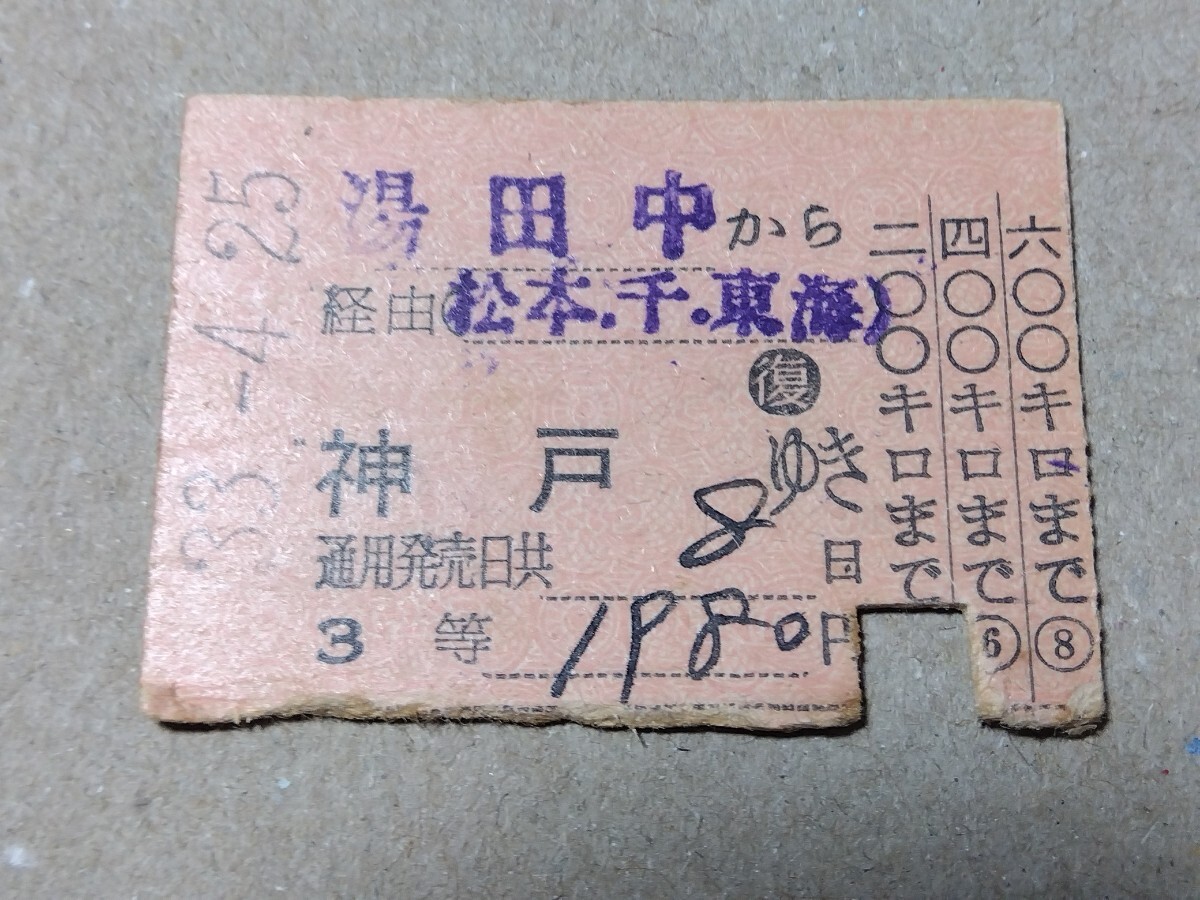 33-4.25
湯田中から
経由(松本.千.東海)
復
神戸ゆき
通用発売日共8日
3等 1980円
二〇〇キロまで
四〇〇キロまで 6
六〇〇キロまで 8